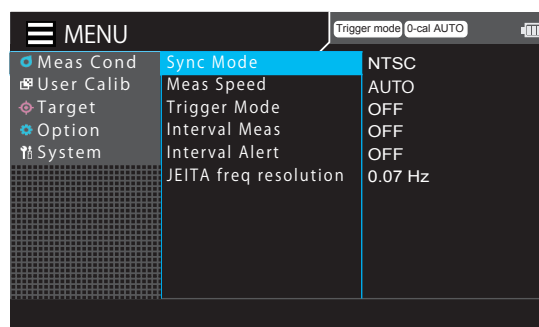 MENU
Trigger mode 0-cal AUTO
Meas Cond
User Calib
Target
Option
System
Sync Mode NTSC
Meas Speed AUTO
Trigger Mode OFF
Interval Meas OFF
Interval Alert OFF
JEITA freq resolution 0.07 Hz